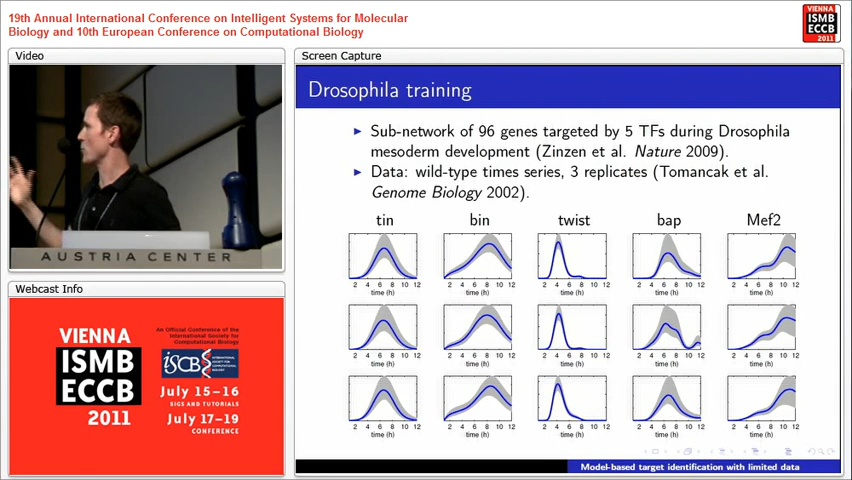 19th Annual International Conference on Intelligent Systems for Molecular
Biology and 10th European Conference on Computational Biology
VIENNA
ISMB
ECCB
2011
Video
Screen Capture
AUSTRIA CENTER
Webcast Info
VIENNA
ISMB
ECCB
2011
An Official Conference of the
International Society for
Computational Biology
ISCB
INTERNATIONAL
SOCIETY FOR
COMPUTATIONAL
BIOLOGY
July 15–16
SIGS AND TUTORIALS
July 17–19
CONFERENCE
Drosophila training
Sub-network of 96 genes targeted by 5 TFs during Drosophila
mesoderm development (Zinzen et al. Nature 2009).
Data: wild-type times series, 3 replicates (Tomancak et al.
Genome Biology 2002).
tin bin twist bap Mef2
2 4 6 8 10 12 2 4 6 8 10 12 2 4 6 8 10 12 2 4 6 8 10 12 2 4 6 8 10 12
time (h) time (h) time (h) time (h) time (h)
2 4 6 8 10 12 2 4 6 8 10 12 2 4 6 8 10 12 2 4 6 8 10 12 2 4 6 8 10 12
time (h) time (h) time (h) time (h) time (h)
2 4 6 8 10 12 2 4 6 8 10 12 2 4 6 8 10 12 2 4 6 8 10 12 2 4 6 8 10 12
time (h) time (h) time (h) time (h) time (h)
Model-based target identification with limited data